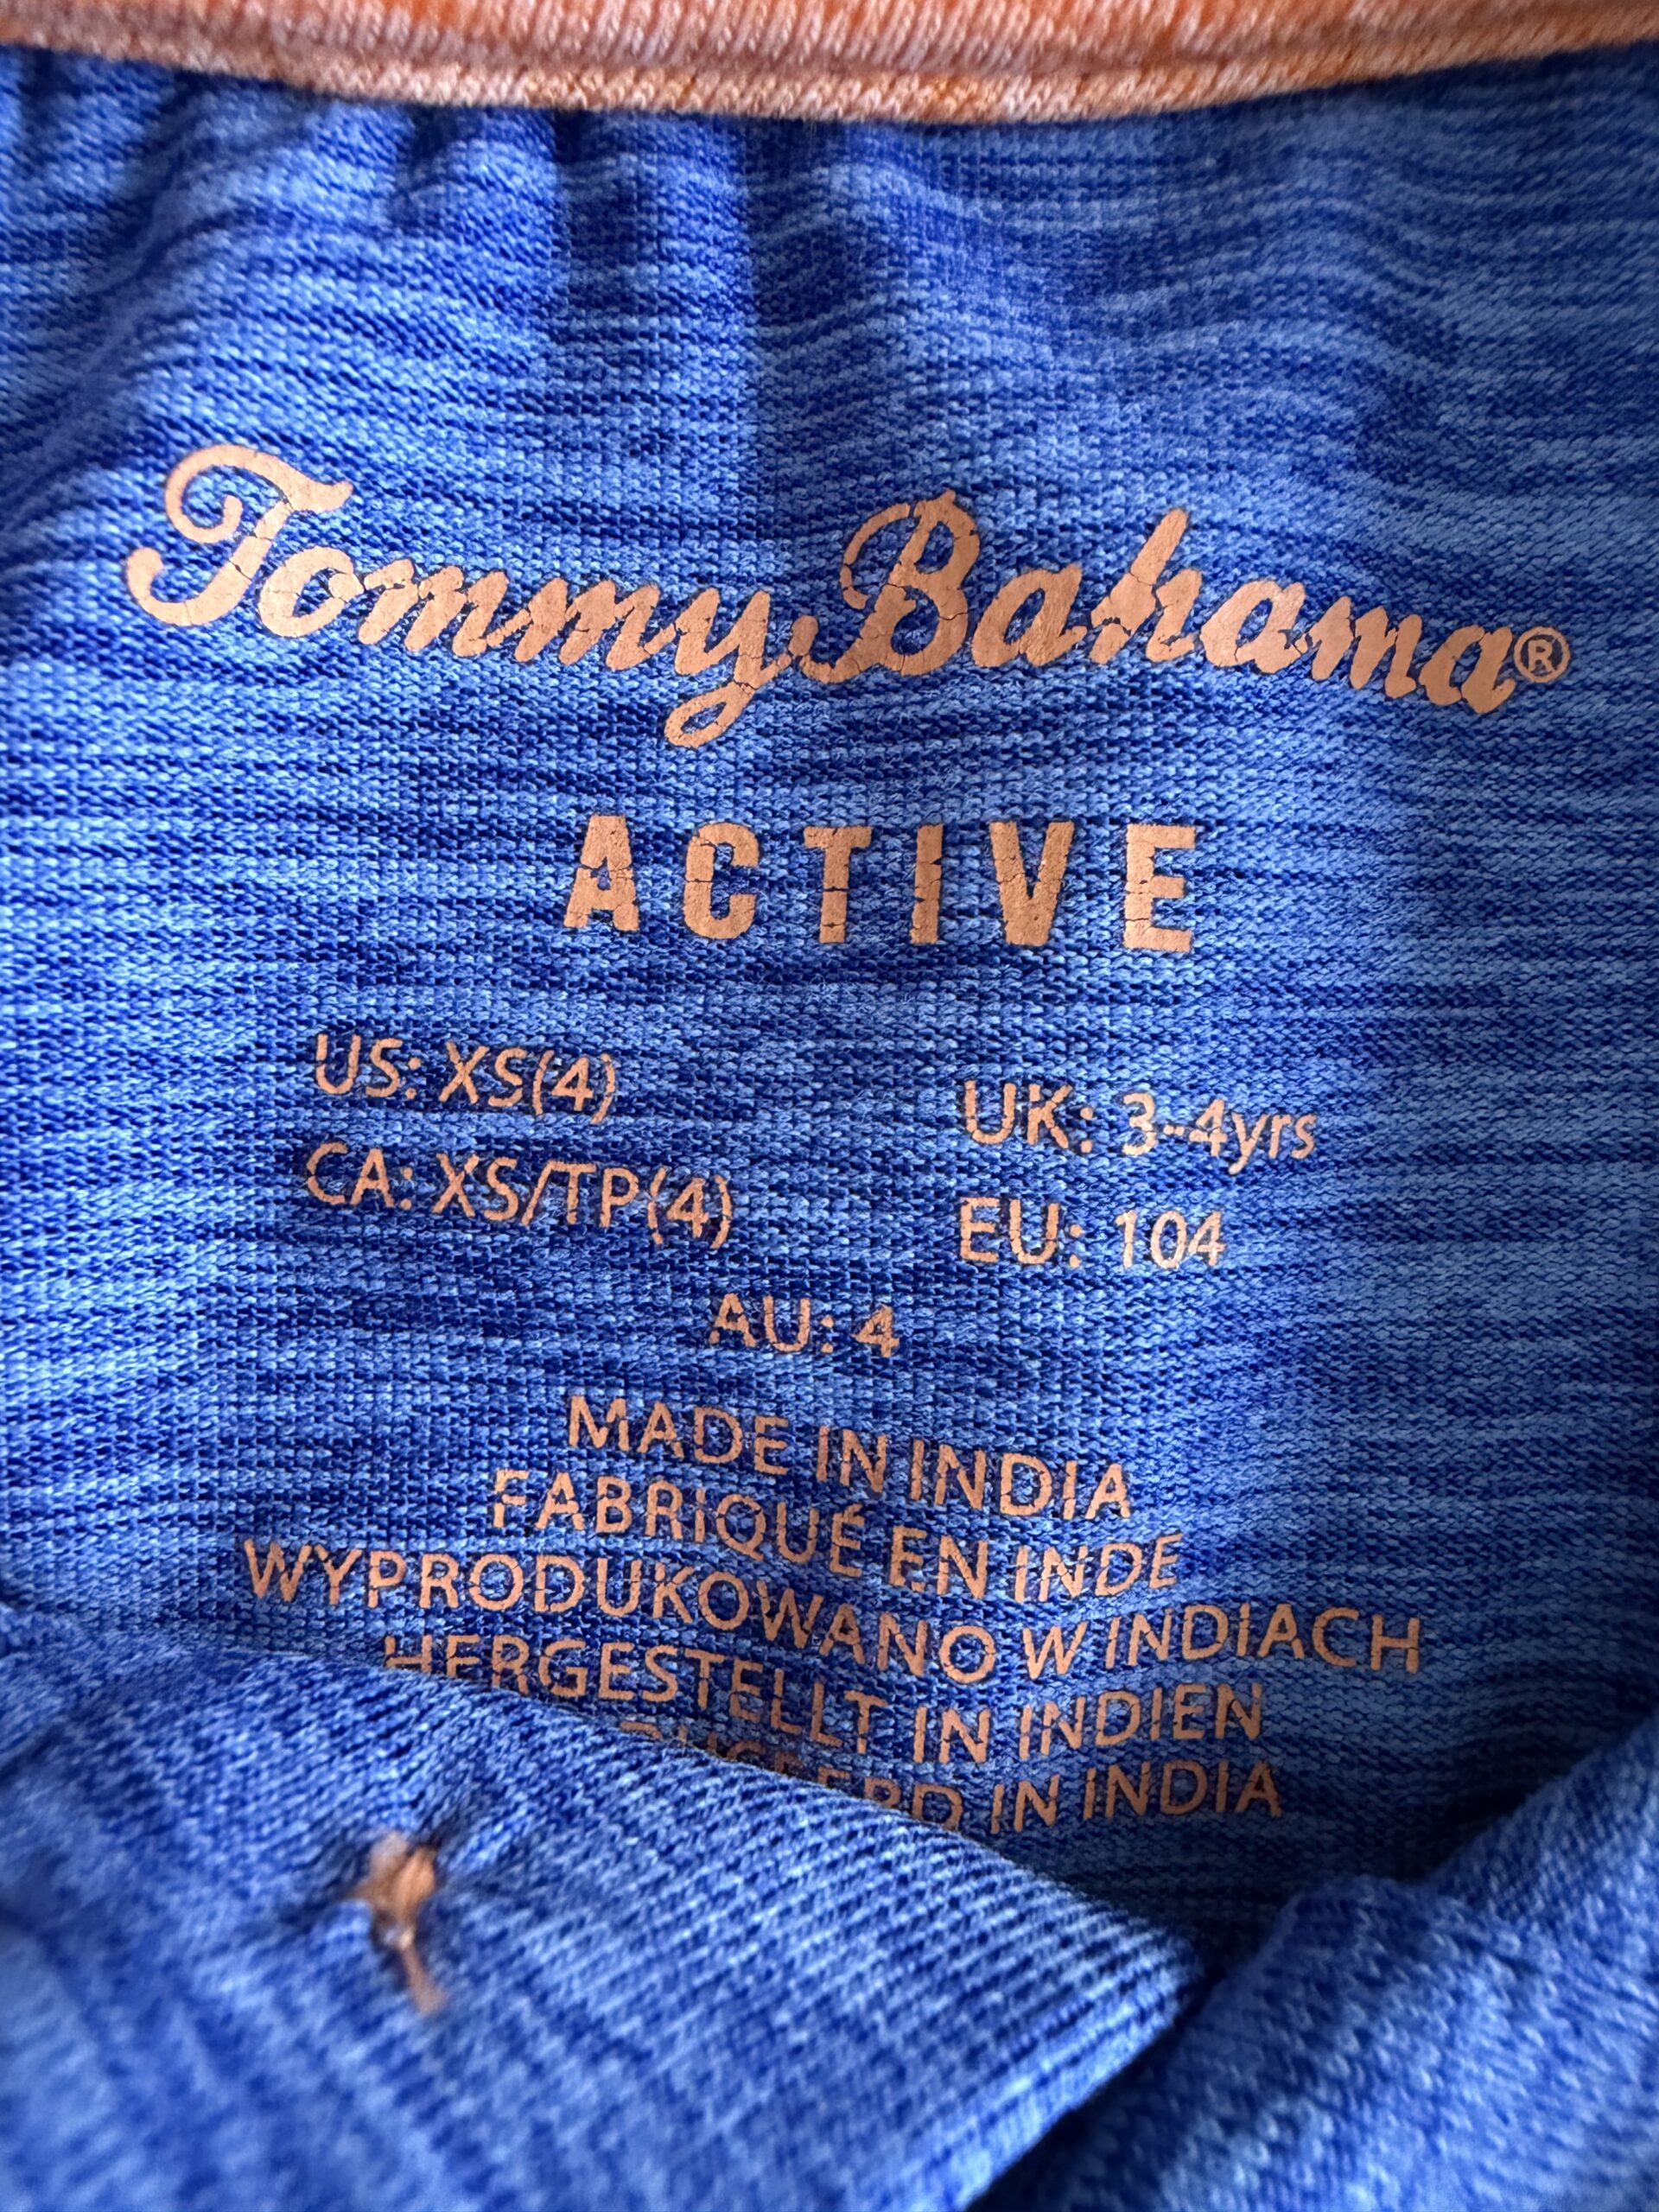 Tommy Bahama®
ACTIVE
US: XS(4) UK: 3-4yrs
CA: XS/TP(4) EU: 104
AU: 4
MADE IN INDIA
FABRIQUÉ EN INDE
WYPRODUKOWANO W INDIACH
HERGESTELLT IN INDIEN
IN INDIA